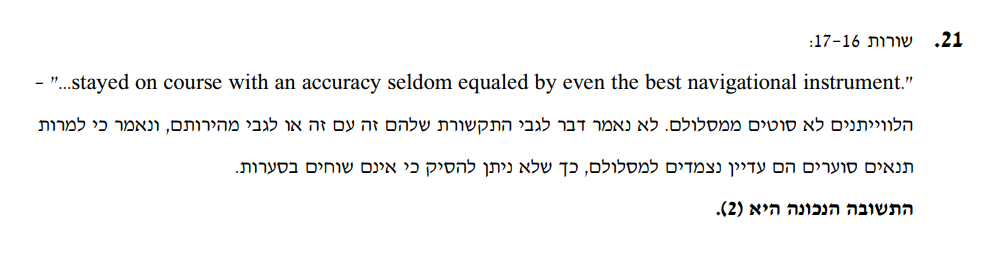 21. שורות 17-16:
"...stayed on course with an accuracy seldom equaled by even the best navigational instrument." –
הלווייתנים לא סוטים ממסלולם. לא נאמר דבר לגבי התקשורת שלהם זה עם זה או לגבי מהירותם, ונאמר כי למרות
תנאים סוערים הם עדיין נצמדים למסלולם, כך שלא ניתן להסיק כי אינם שוחים בסערות.
התשובה הנכונה היא (2).